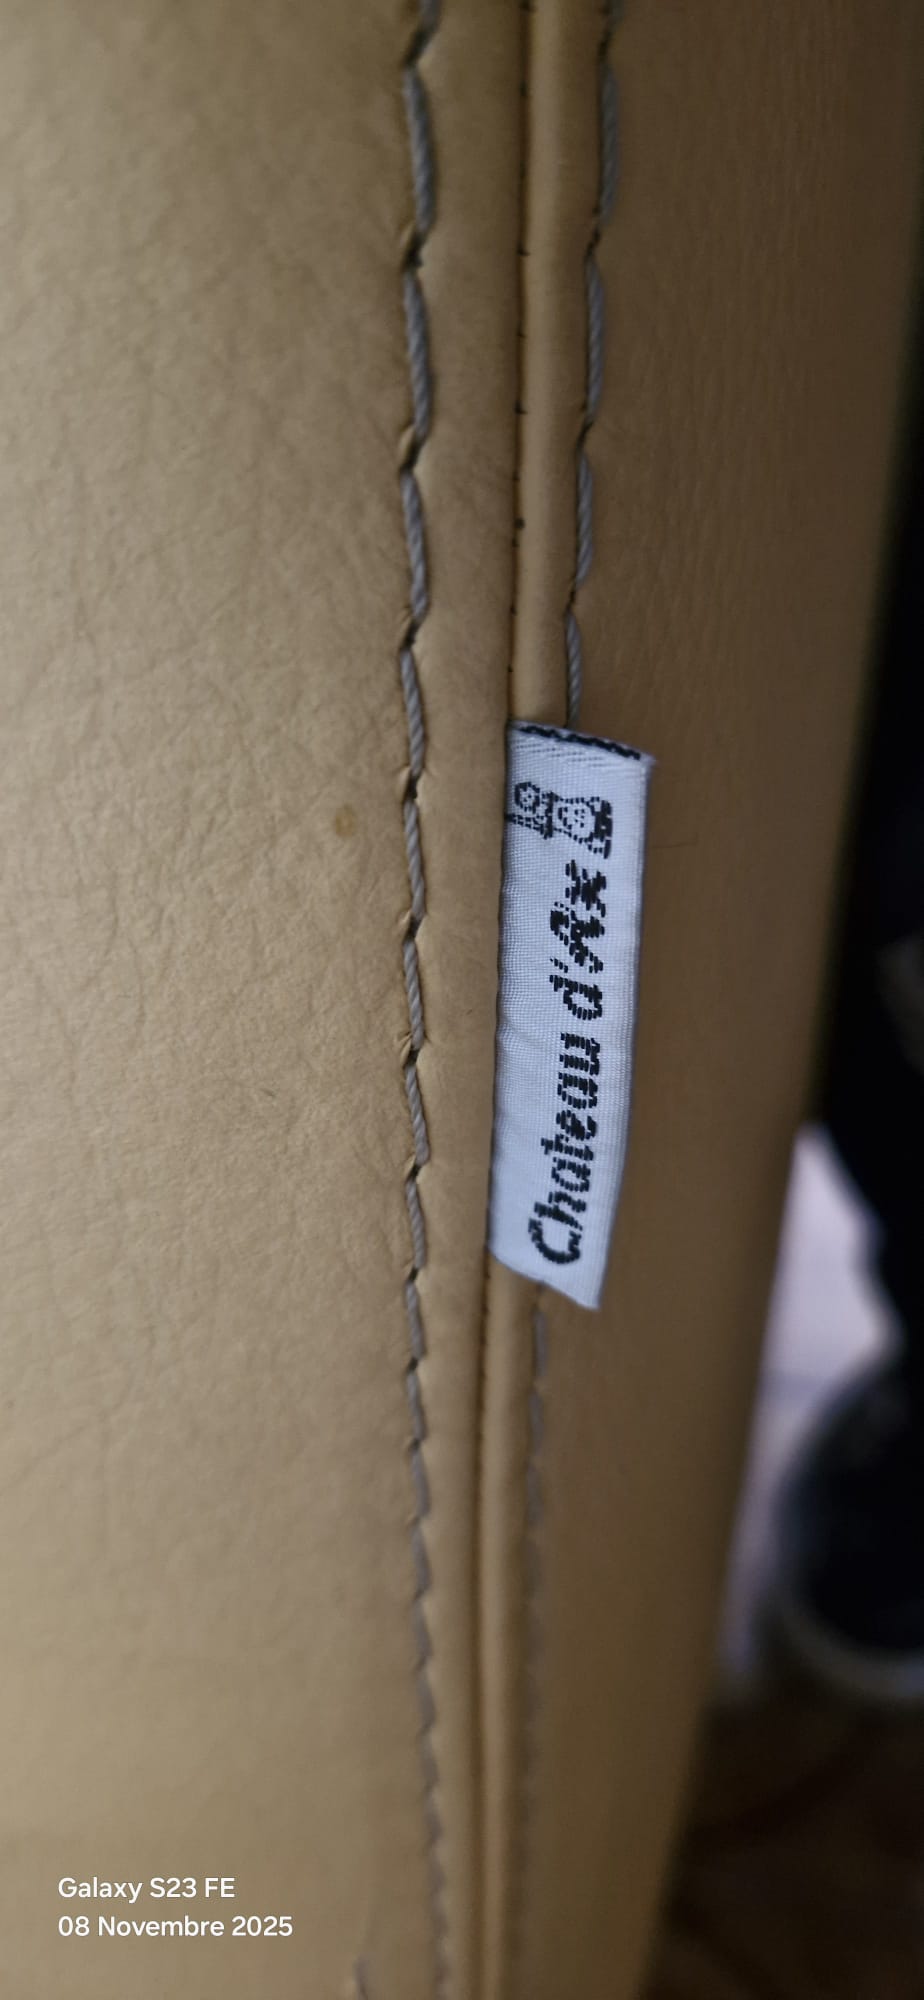 Chateau d'Ax
Galaxy S23 FE
08 Novembre 2025